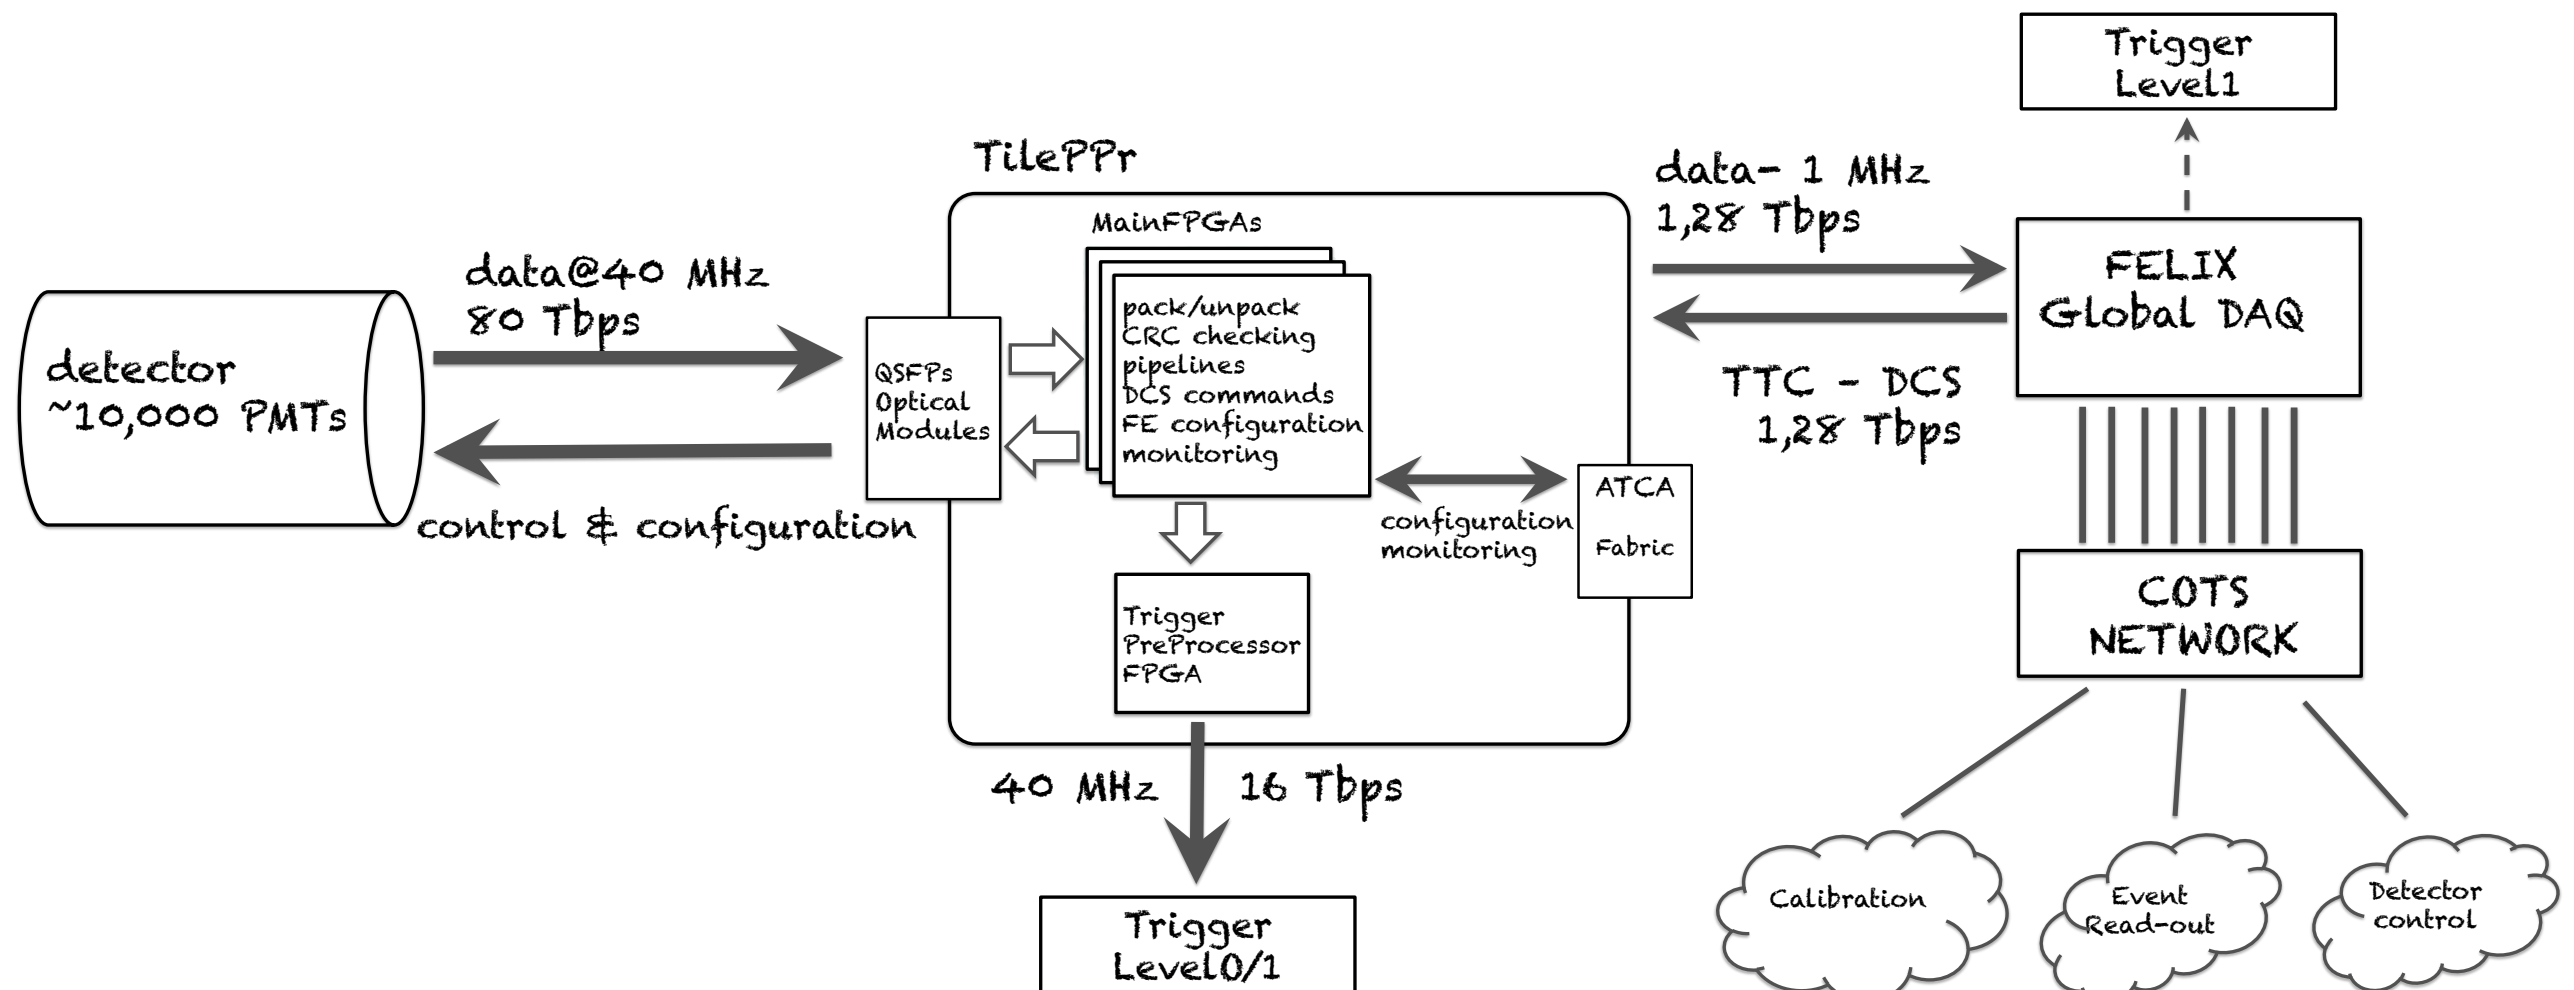 Trigger
Level1
TilePPr
data- 1 MHz
1,28 Tbps
MainFPGAs
data@40 MHz
80 Tbps
FELIX
Global DAQ
detector
~10,000 PMTs
QSFPs
Optical
Modules
pack/unpack
CRC checking
pipelines
DCS commands
FE configuration
monitoring
TTC - DCS
1,28 Tbps
control & configuration
configuration
monitoring
ATCA
Fabric
COTS
NETWORK
Trigger
PreProcessor
FPGA
40 MHz
16 Tbps
Trigger
Level0/1
Calibration
Event
Read-out
Detector
control